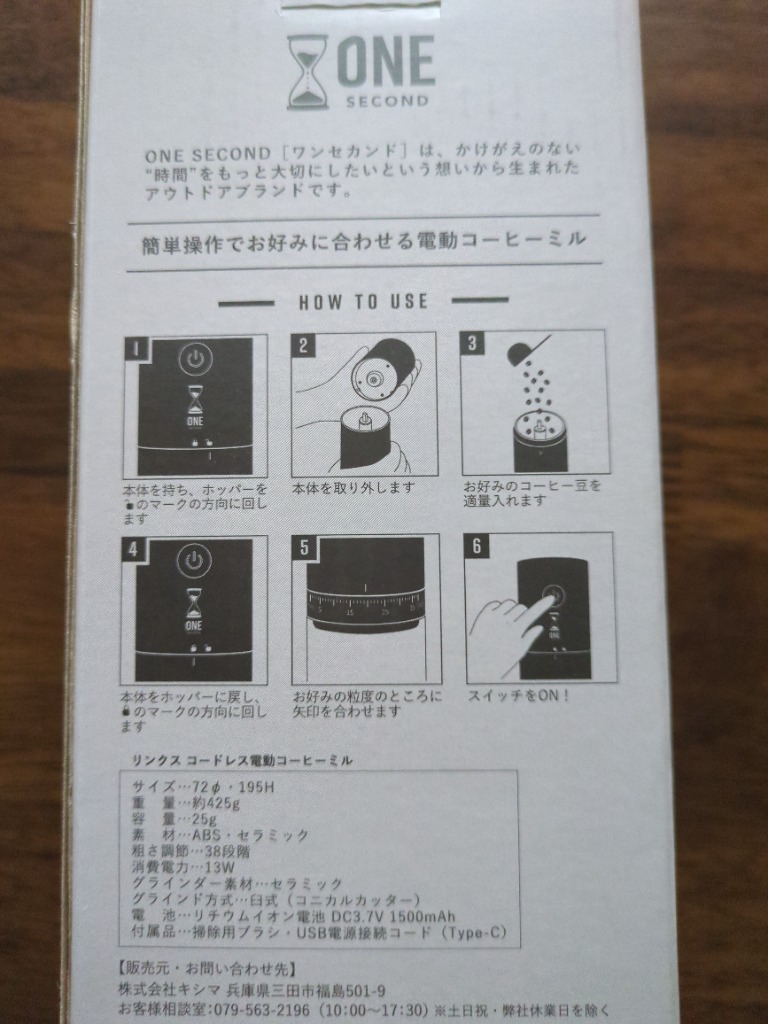 ONE
SECOND
ONE SECOND［ワンセカンド］は、かけがえのない
“時間”をもっと大切にしたいという想いから生まれた
アウトドアブランドです。
簡単操作でお好みに合わせる電動コーヒーミル
HOW TO USE
1
ONE
本体を持ち、ホッパーを
のマークの方向に回し
ます
2
本体を取り外します
3
お好みのコーヒー豆を
適量入れます
4
ONE
本体をホッパーに戻し、
のマークの方向に回し
ます
5
5 15 25
お好みの粒度のところに
矢印を合わせます
6
スイッチをON！
リンクス コードレス電動コーヒーミル
サイズ…72φ・195H
重　量…約425g
容　量…25g
素　材…ABS・セラミック
粗さ調節…38段階
消費電力…13W
グラインダー素材…セラミック
グラインド方式…臼式（コニカルカッター）
電　池…リチウムイオン電池 DC3.7V 1500mAh
付属品…掃除用ブラシ・USB電源接続コード（Type-C）
【販売元・お問い合わせ先】
株式会社キシマ 兵庫県三田市福島501-9
お客様相談室:079-563-2196（10:00～17:30）※土日祝・弊社休業日を除く